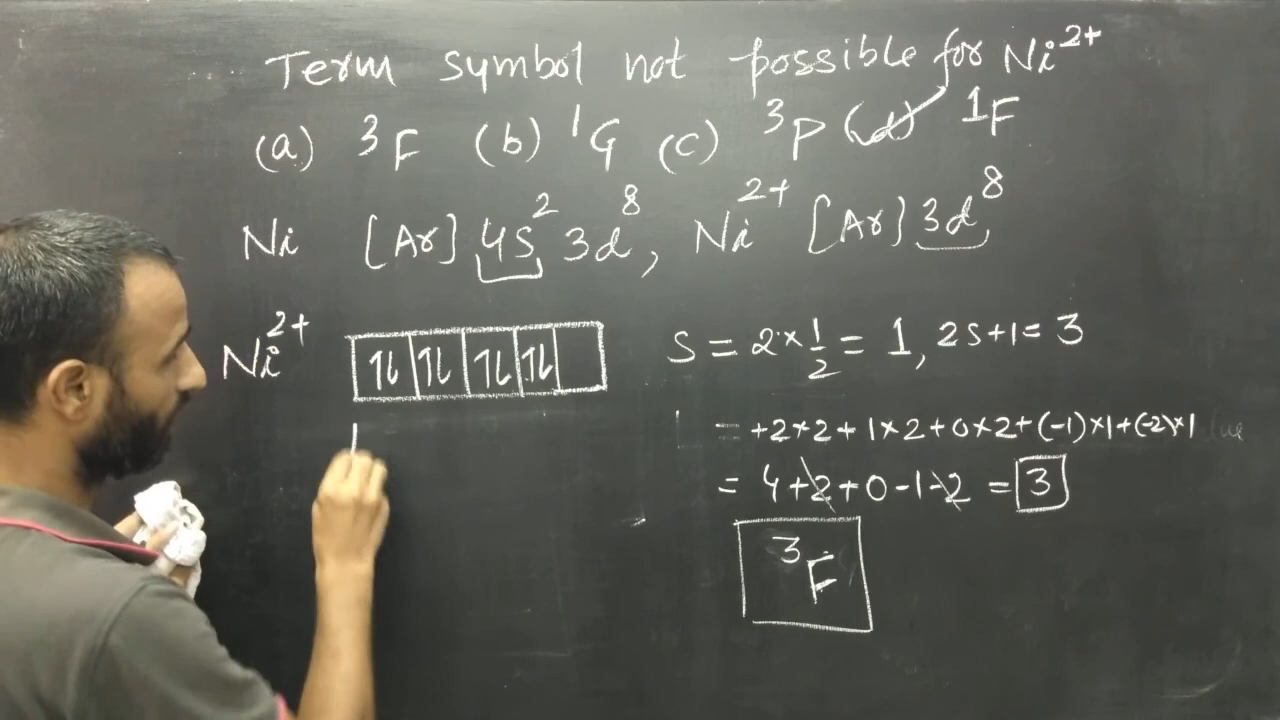 Term symbol not possible for Ni²⁺
(a) ³F (b) ¹G (c) ³P (d) ¹F
Ni [Ar] 4s² 3d⁸, Ni²⁺ [Ar] 3d⁸
Ni²⁺ 1L 1L 1L 1L
S = 2 × 1/2 = 1, 2S+1 = 3
L = +2×2+1×2+0×2+(-1)×1+(-2)×1
= 4+2+0-1-2 = 3
³F